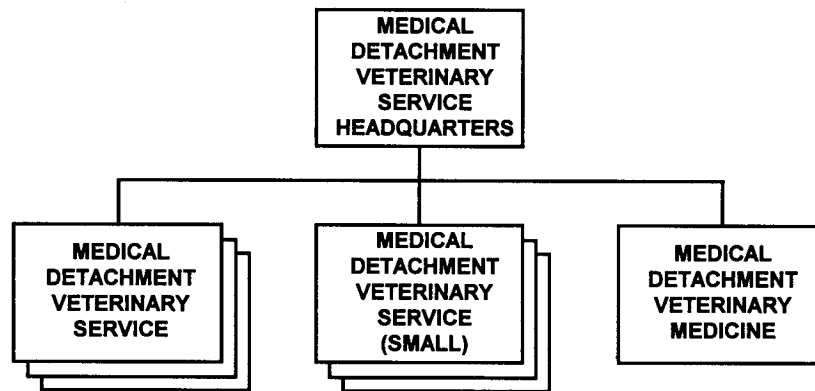 MEDICAL
DETACHMENT
VETERINARY
SERVICE
HEADQUARTERS
MEDICAL
DETACHMENT
VETERINARY
SERVICE
MEDICAL
DETACHMENT
VETERINARY
SERVICE
(SMALL)
MEDICAL
DETACHMENT
VETERINARY
MEDICINE